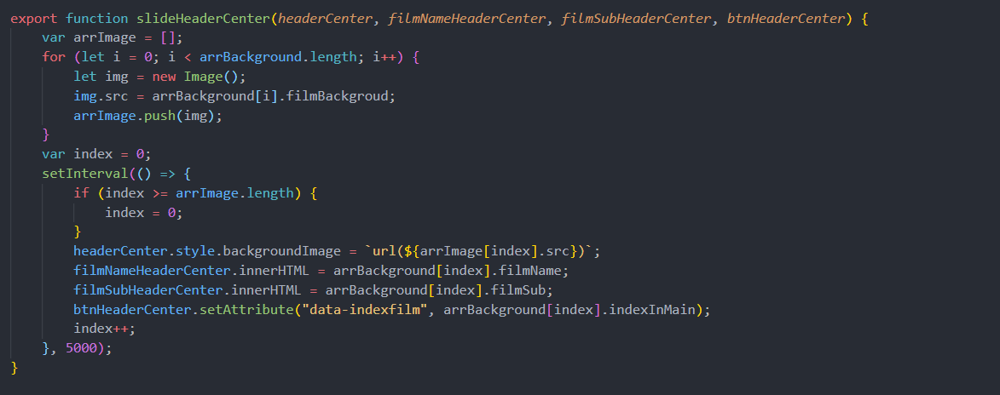 export function slideHeaderCenter(headerCenter, filmNameHeaderCenter, filmSubHeaderCenter, btnHeaderCenter) {
    var arrImage = [];
    for (let i = 0; i < arrBackground.length; i++) {
        let img = new Image();
        img.src = arrBackground[i].filmBackgroud;
        arrImage.push(img);
    }
    var index = 0;
    setInterval(() => {
        if (index >= arrImage.length) {
            index = 0;
        }
        headerCenter.style.backgroundImage = `url(${arrImage[index].src})`;
        filmNameHeaderCenter.innerHTML = arrBackground[index].filmName;
        filmSubHeaderCenter.innerHTML = arrBackground[index].filmSub;
        btnHeaderCenter.setAttribute("data-indexfilm", arrBackground[index].indexInMain);
        index++;
    }, 5000);
}